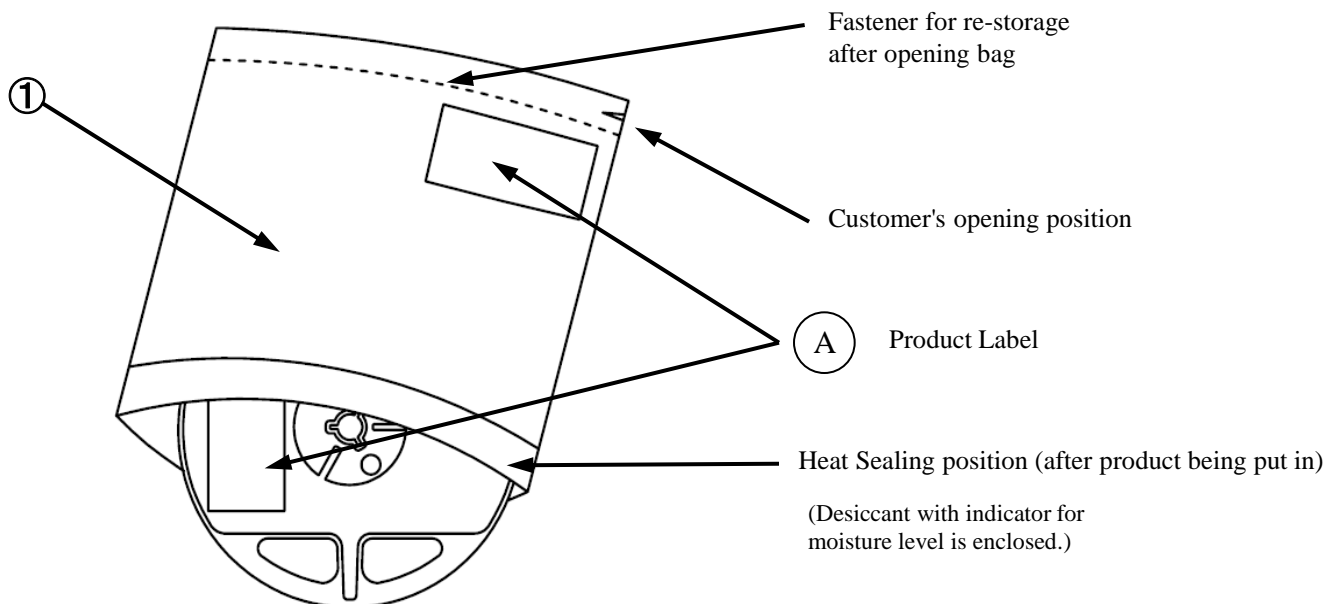 Fastener for re-storage
after opening bag
①
Customer's opening position
A Product Label
Heat Sealing position (after product being put in)
(Desiccant with indicator for
moisture level is enclosed.)